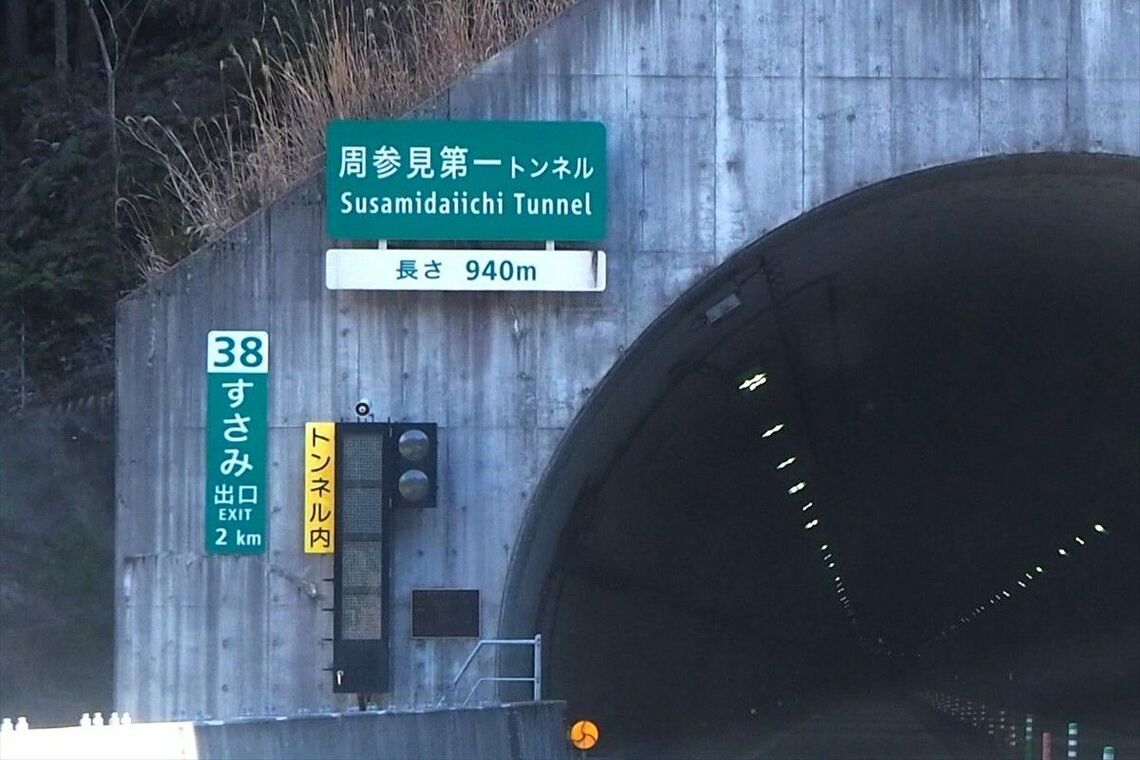 周参見第一トンネル
Susamidaiichi Tunnel
長さ 940m
38
すさみ
出口
EXIT
2 km
トンネル内